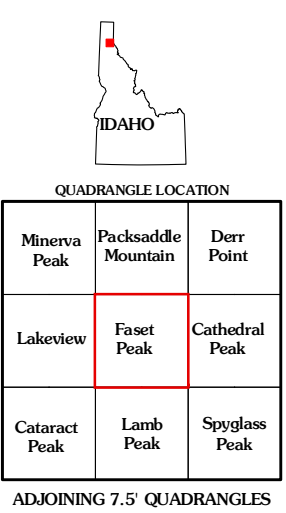 IDAHO
QUADRANGLE LOCATION
Minerva
Peak
Packsaddle
Mountain
Derr
Point
Lakeview
Faset
Peak
Cathedral
Peak
Cataract
Peak
Lamb
Peak
Spyglass
Peak
ADJOINING 7.5' QUADRANGLES